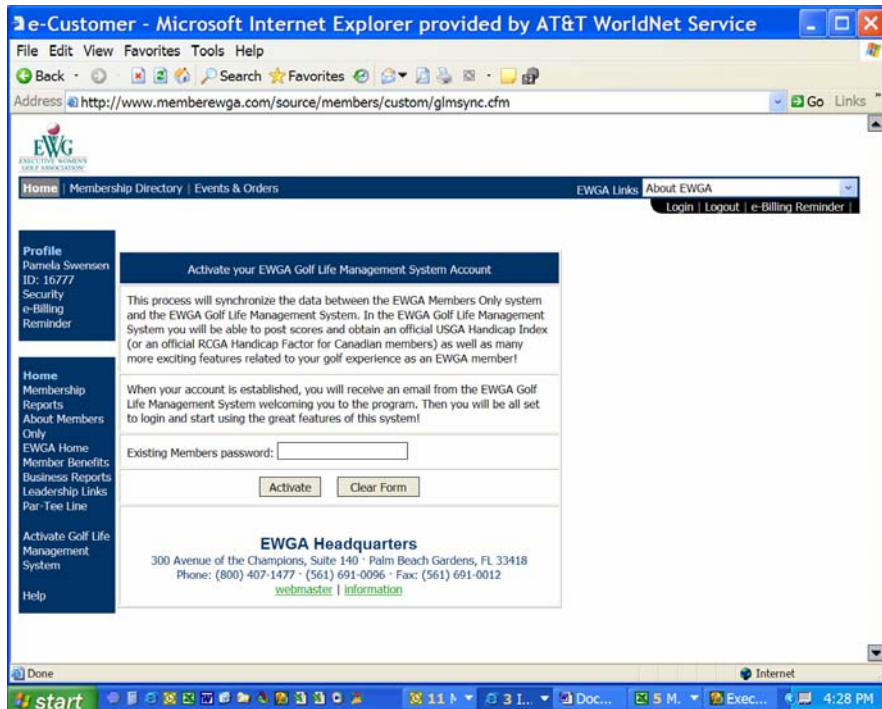 e-Customer - Microsoft Internet Explorer provided by AT&T WorldNet Service
File Edit View Favorites Tools Help
Back Search Favorites
Address http://www.memberewga.com/source/members/custom/glmsync.cfm Go Links "
EWG
EXECUTIVE WOMEN'S
GOLF ASSOCIATION
Home | Membership Directory | Events & Orders EWGA Links About EWGA
Login | Logout | e-Billing Reminder |
Profile
Pamela Swensen
ID: 16777
Security
e-Billing
Reminder
Home
Membership
Reports
About Members
Only
EWGA Home
Member Benefits
Business Reports
Leadership Links
Par-Tee Line
Activate Golf Life
Management
System
Help
Activate your EWGA Golf Life Management System Account
This process will synchronize the data between the EWGA Members Only system
and the EWGA Golf Life Management System. In the EWGA Golf Life Management
System you will be able to post scores and obtain an official USGA Handicap Index
(or an official RCGA Handicap Factor for Canadian members) as well as many
more exciting features related to your golf experience as an EWGA member!
When your account is established, you will receive an email from the EWGA Golf
Life Management System welcoming you to the program. Then you will be all set
to login and start using the great features of this system!
Existing Members password:
Activate Clear Form
EWGA Headquarters
300 Avenue of the Champions, Suite 140 · Palm Beach Gardens, FL 33418
Phone: (800) 407-1477 · (561) 691-0096 · Fax: (561) 691-0012
webmaster | information
Done Internet
start 3 I... Doc... 5 M. Exec... 4:28 PM